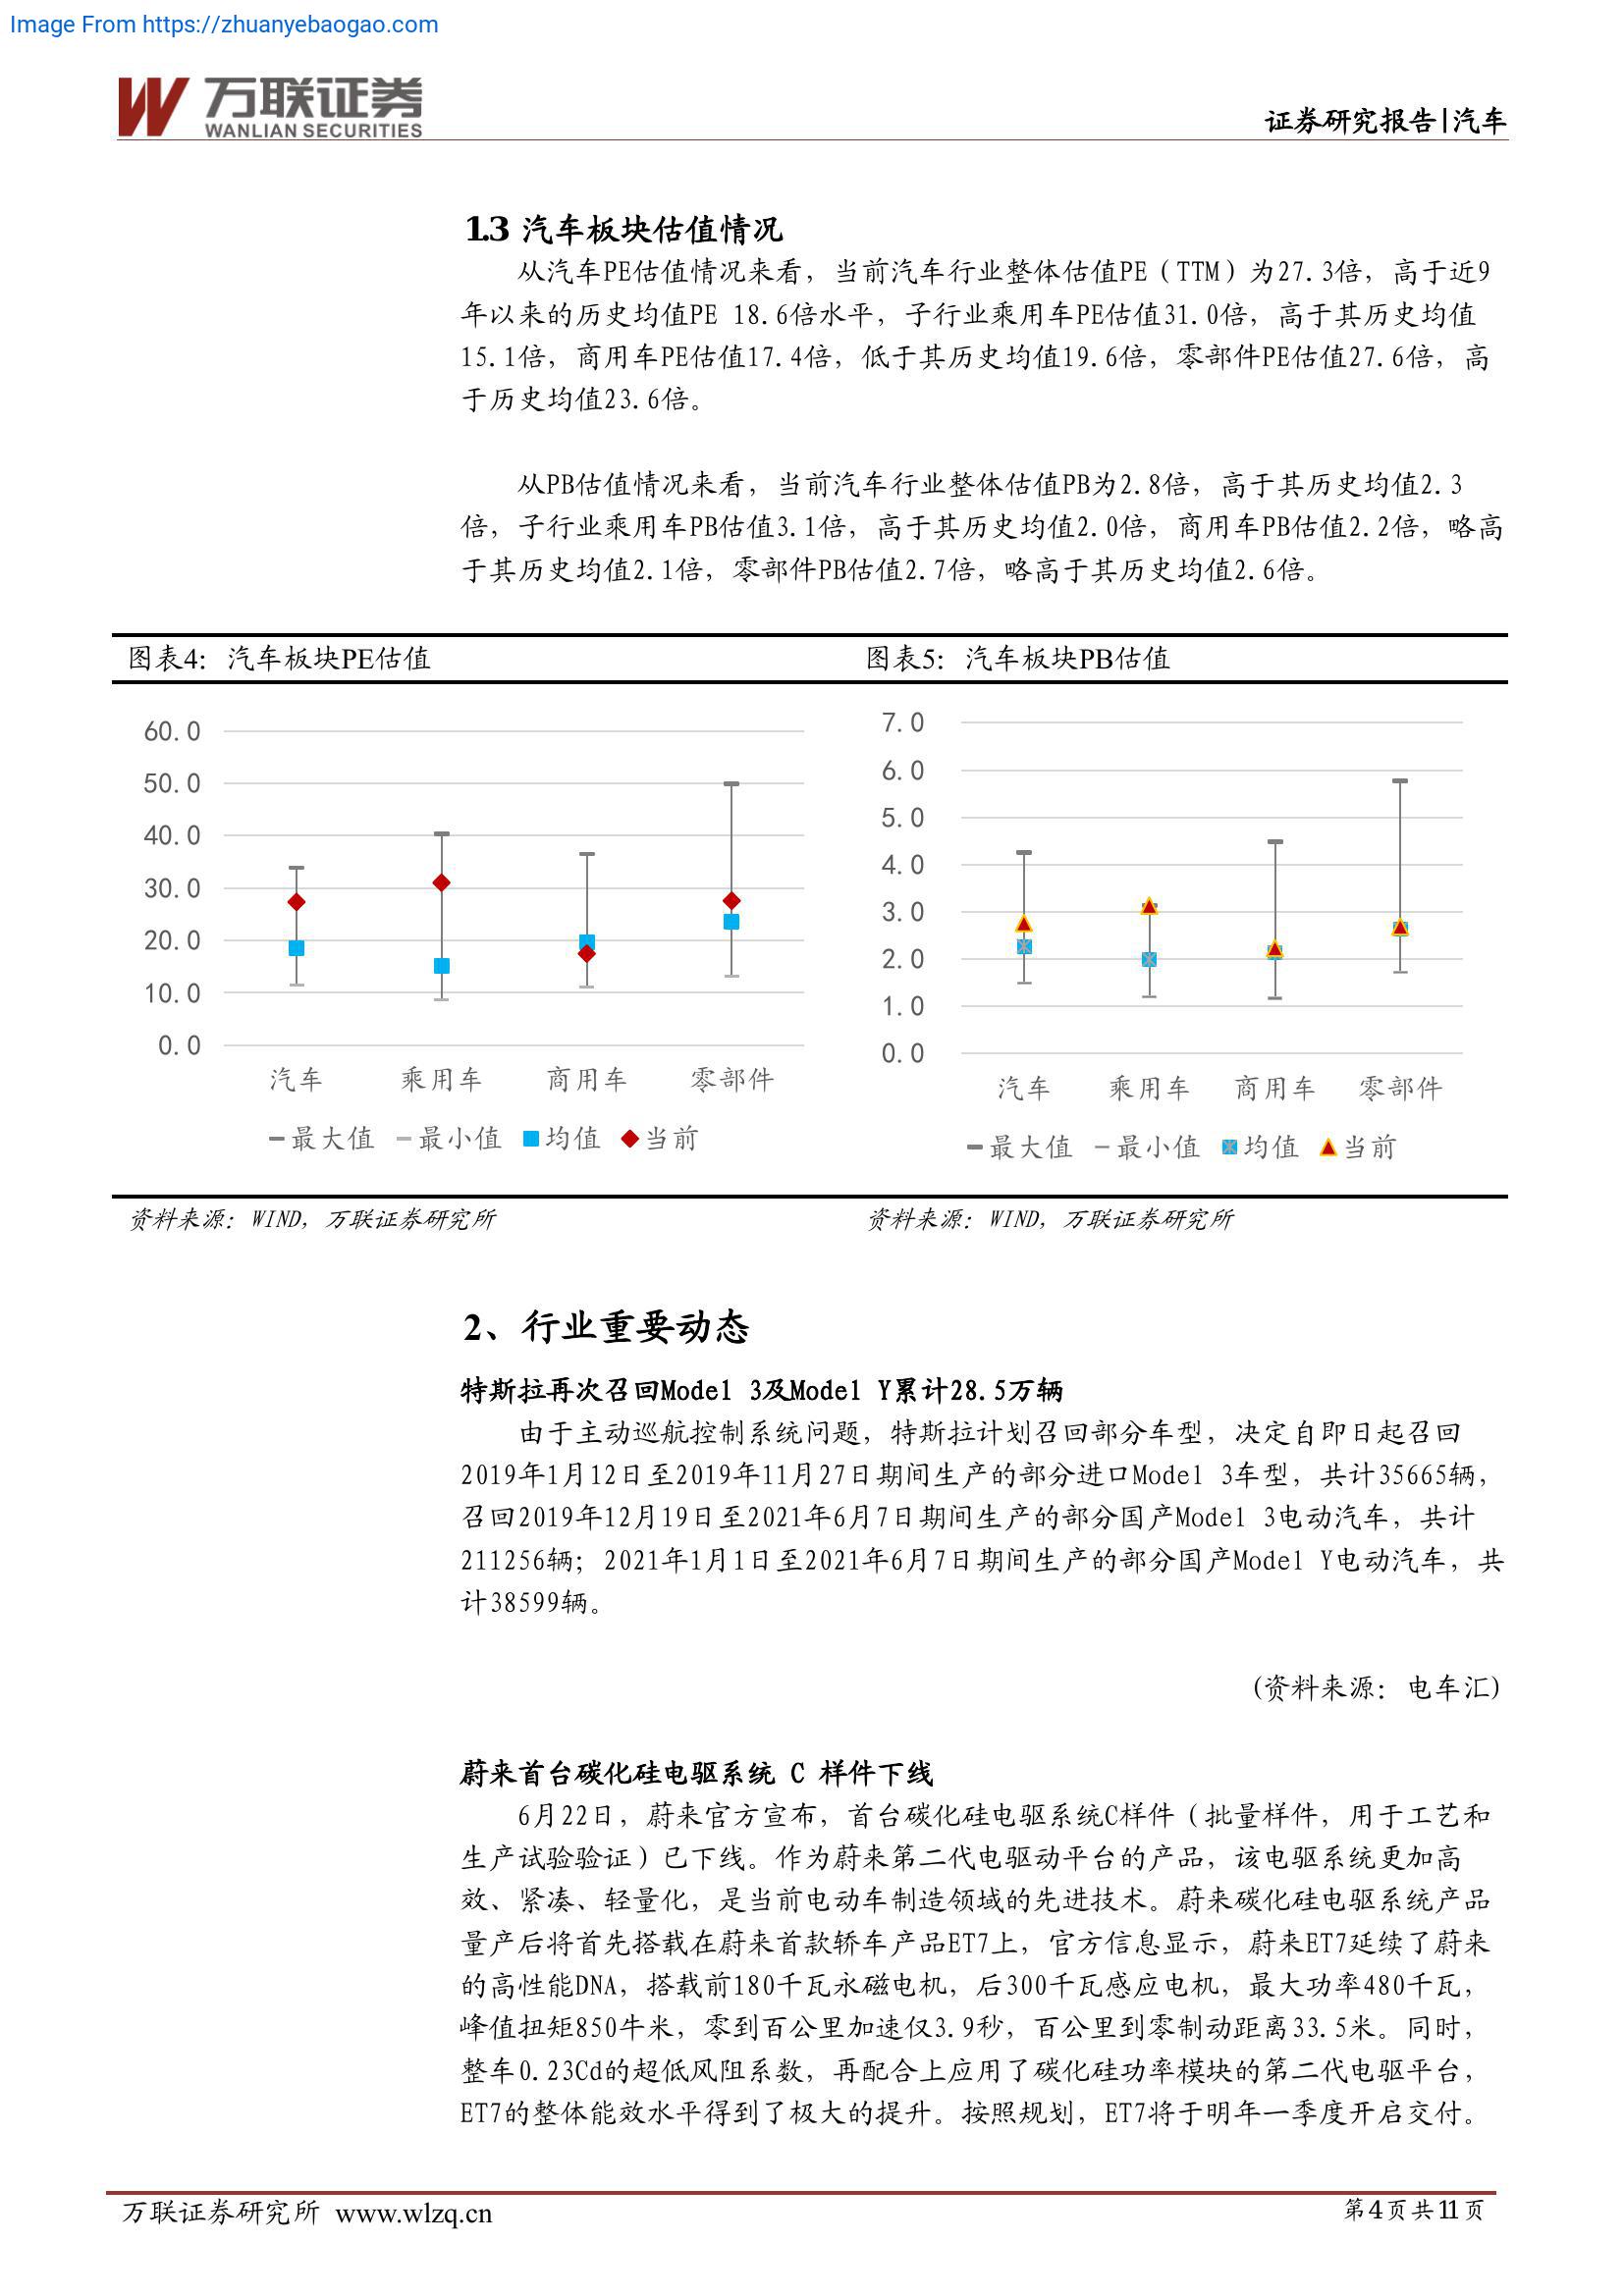 Image From https://zhuanyebaogao.com
万联证券
WANLIAN SECURITIES
证券研究报告|汽车
1.3 汽车板块估值情况
从汽车PE估值情况来看，当前汽车行业整体估值PE（TTM）为27.3倍，高于近9
年以来的历史均值PE 18.6倍水平，子行业乘用车PE估值31.0倍，高于其历史均值
15.1倍，商用车PE估值17.4倍，低于其历史均值19.6倍，零部件PE估值27.6倍，高
于历史均值23.6倍。
从PB估值情况来看，当前汽车行业整体估值PB为2.8倍，高于其历史均值2.3
倍，子行业乘用车PB估值3.1倍，高于其历史均值2.0倍，商用车PB估值2.2倍，略高
于其历史均值2.1倍，零部件PB估值2.7倍，略高于其历史均值2.6倍。
图表4：汽车板块PE估值
60.0
50.0
40.0
30.0
20.0
10.0
0.0
汽车 乘用车 商用车 零部件
最大值 最小值 均值 当前
资料来源：WIND，万联证券研究所
图表5：汽车板块PB估值
7.0
6.0
5.0
4.0
3.0
2.0
1.0
0.0
汽车 乘用车 商用车 零部件
最大值 最小值 均值 当前
资料来源：WIND，万联证券研究所
2、行业重要动态
特斯拉再次召回Model 3及Model Y累计28.5万辆
由于主动巡航控制系统问题，特斯拉计划召回部分车型，决定自即日起召回
2019年1月12日至2019年11月27日期间生产的部分进口Model 3车型，共计35665辆，
召回2019年12月19日至2021年6月7日期间生产的部分国产Model 3电动汽车，共计
211256辆；2021年1月1日至2021年6月7日期间生产的部分国产Model Y电动汽车，共
计38599辆。
(资料来源：电车汇)
蔚来首台碳化硅电驱系统 C 样件下线
6月22日，蔚来官方宣布，首台碳化硅电驱系统C样件（批量样件，用于工艺和
生产试验验证）已下线。作为蔚来第二代电驱动平台的产品，该电驱系统更加高
效、紧凑、轻量化，是当前电动车制造领域的先进技术。蔚来碳化硅电驱系统产品
量产后将首先搭载在蔚来首款轿车产品ET7上，官方信息显示，蔚来ET7延续了蔚来
的高性能DNA，搭载前180千瓦永磁电机，后300千瓦感应电机，最大功率480千瓦，
峰值扭矩850牛米，零到百公里加速仅3.9秒，百公里到零制动距离33.5米。同时，
整车0.23Cd的超低风阻系数，再配合上应用了碳化硅功率模块的第二代电驱平台，
ET7的整体能效水平得到了极大的提升。按照规划，ET7将于明年一季度开启交付。
万联证券研究所 www.wlzq.cn
第4页共11页